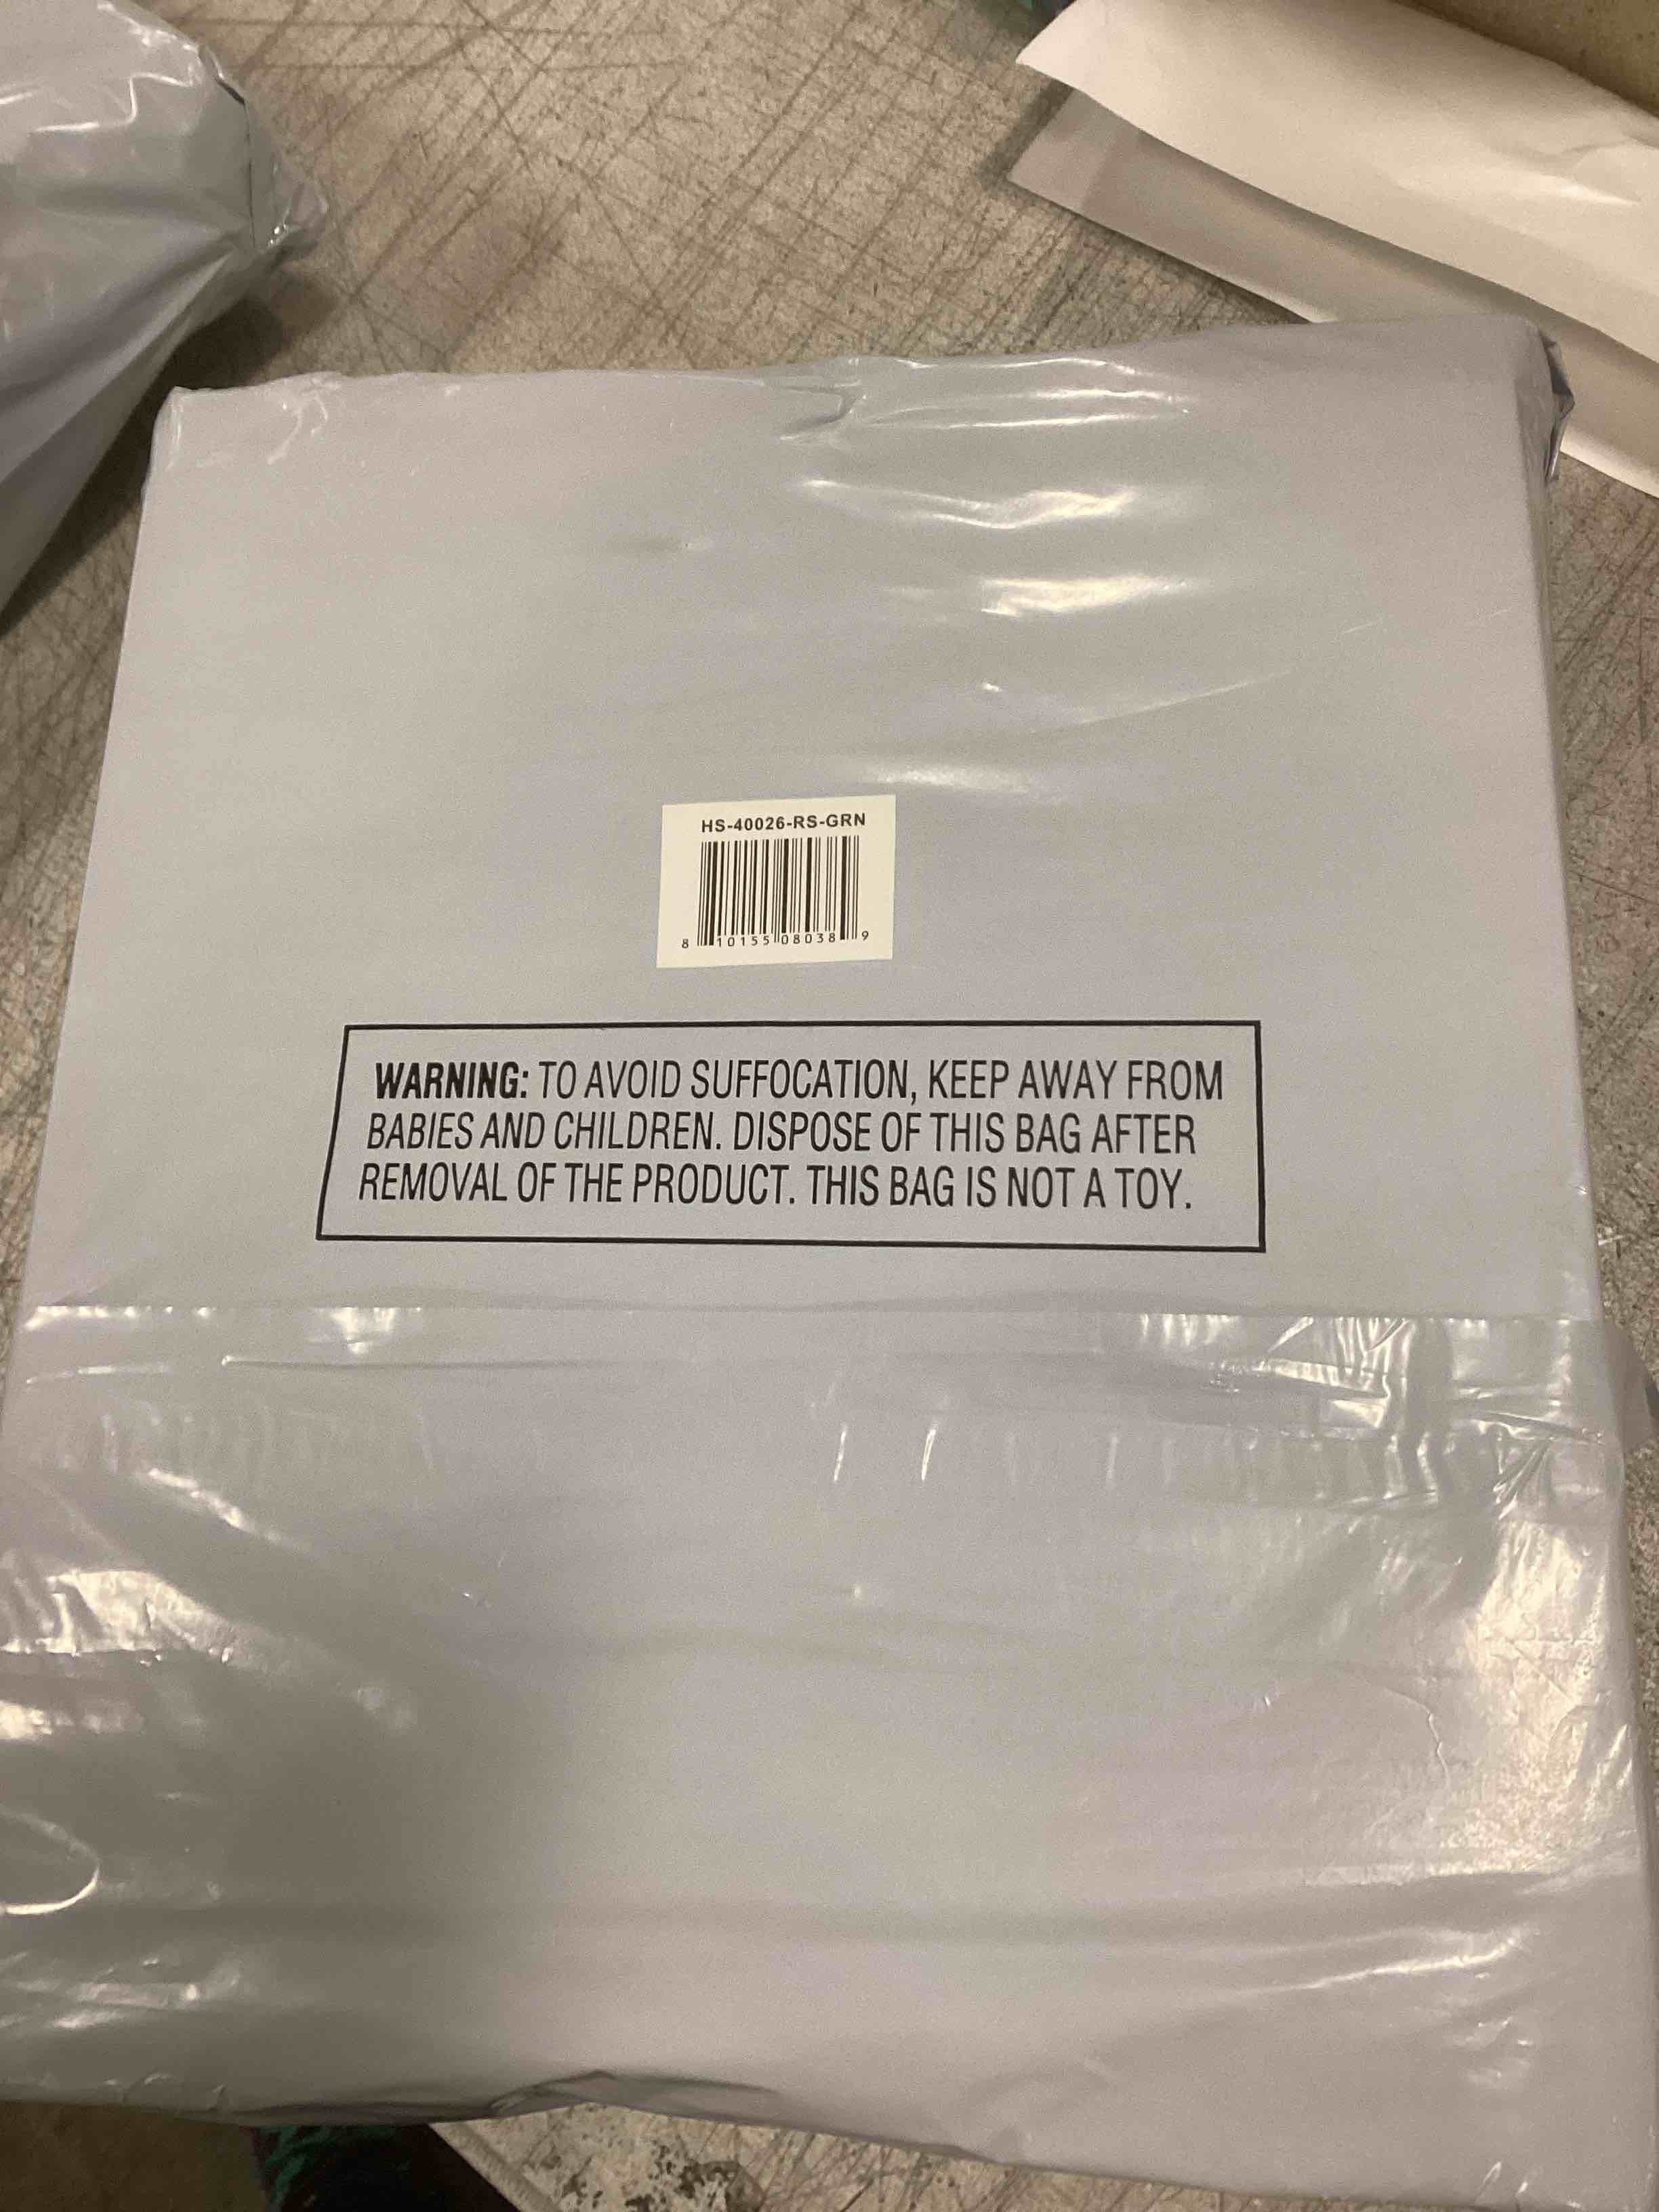 HS-40026-RS-GRN
8 10155 08038 9
WARNING: TO AVOID SUFFOCATION, KEEP AWAY FROM
BABIES AND CHILDREN. DISPOSE OF THIS BAG AFTER
REMOVAL OF THE PRODUCT. THIS BAG IS NOT A TOY.